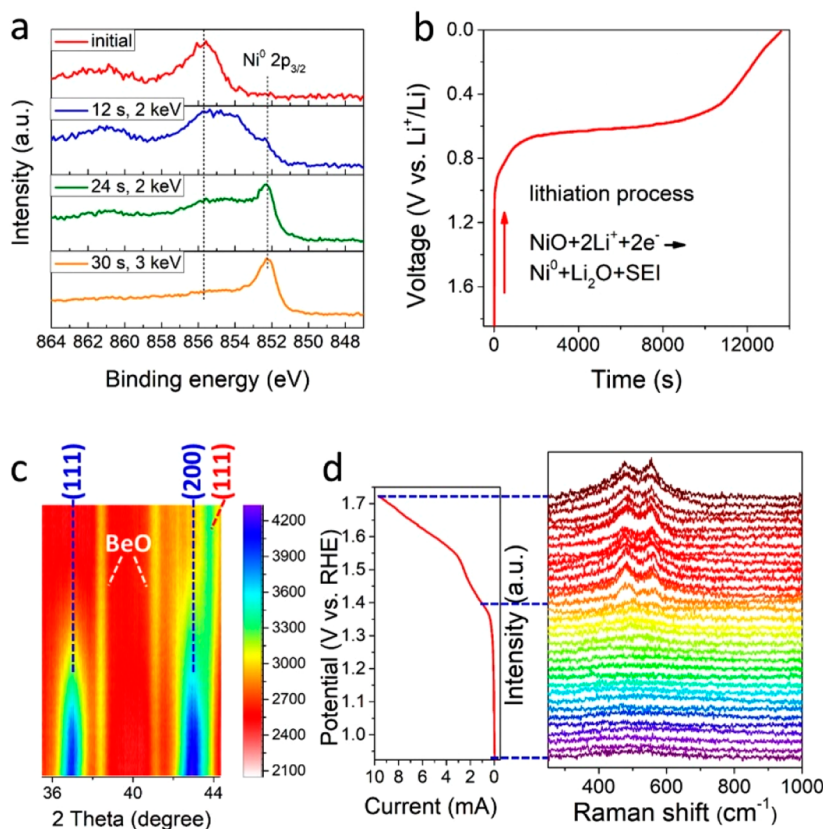 a
initial
Ni⁰ 2p₃/₂
12 s, 2 keV
24 s, 2 keV
30 s, 3 keV
Intensity (a.u.)
864 862 860 858 856 854 852 850 848
Binding energy (eV)
b
0.0
0.4
0.8
1.2
1.6
Voltage (V vs. Li⁺/Li)
lithiation process
NiO+2Li⁺+2e⁻→
Ni⁰+Li₂O+SEI
0 4000 8000 12000
Time (s)
c
(111)
(200)
(111)
BeO
4200
3900
3600
3300
3000
2700
2400
2100
36 38 40 42 44
2 Theta (degree)
d
1.7
1.6
1.5
1.4
1.3
1.2
1.1
1.0
Potential (V vs. RHE)
10 8 6 4 2 0
Current (mA)
Intensity (a.u.)
400 600 800 1000
Raman shift (cm⁻¹)